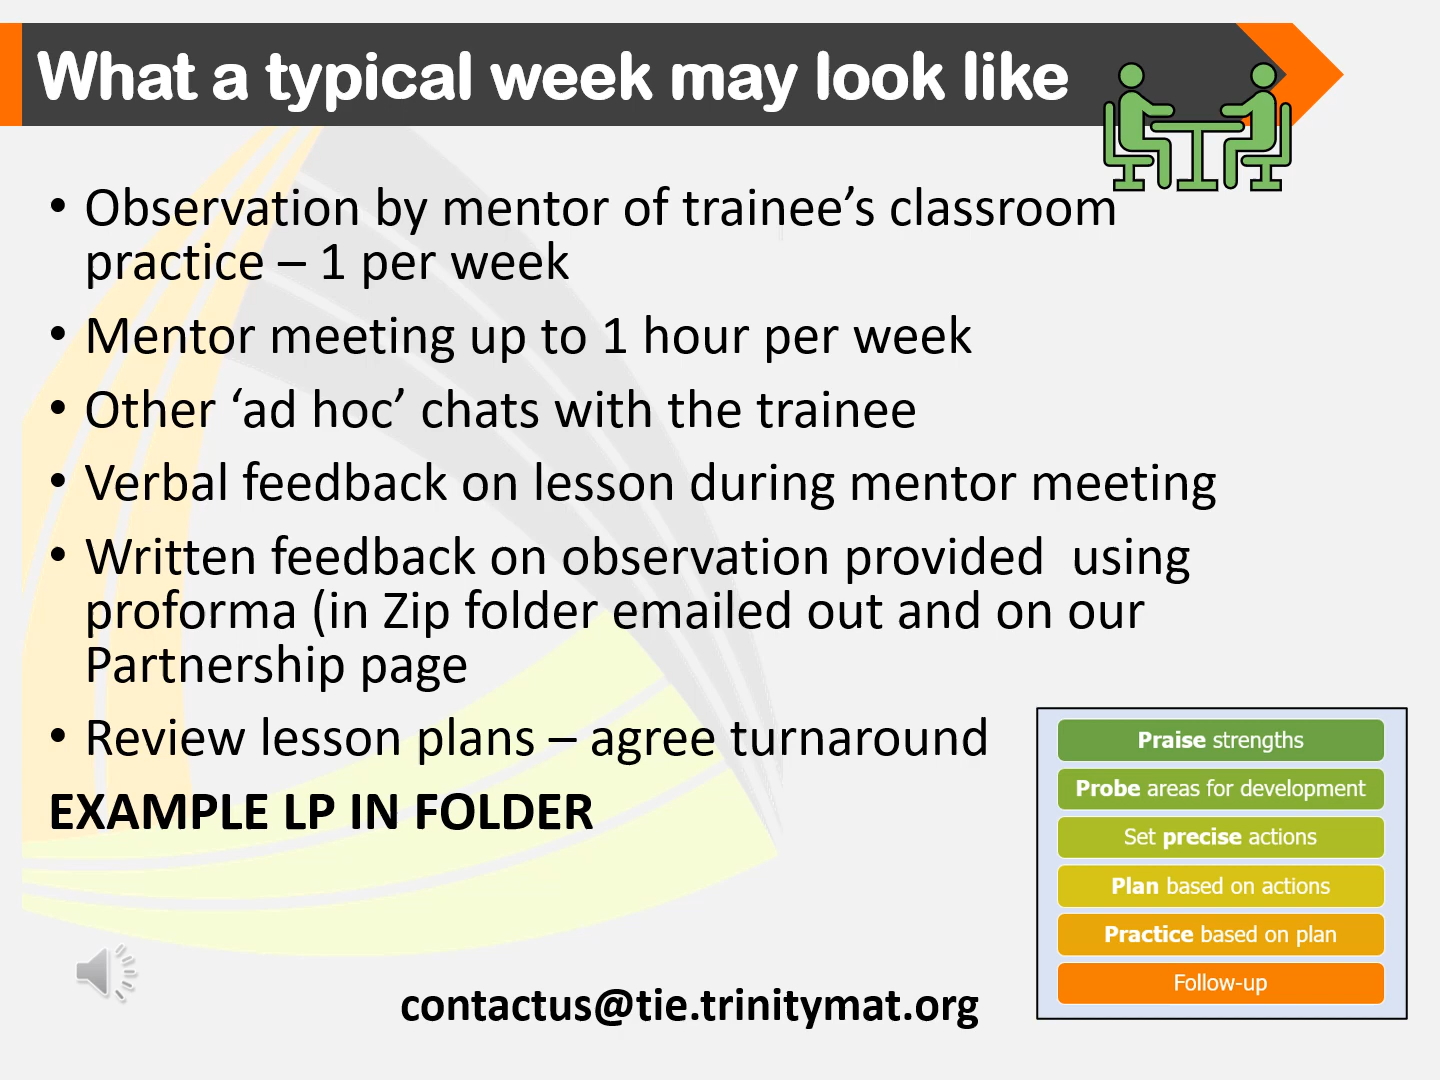 What a typical week may look like
• Observation by mentor of trainee’s classroom
practice – 1 per week
• Mentor meeting up to 1 hour per week
• Other ‘ad hoc’ chats with the trainee
• Verbal feedback on lesson during mentor meeting
• Written feedback on observation provided  using
proforma (in Zip folder emailed out and on our
Partnership page
• Review lesson plans – agree turnaround
EXAMPLE LP IN FOLDER
Praise strengths
Probe areas for development
Set precise actions
Plan based on actions
Practice based on plan
Follow-up
contactus@tie.trinitymat.org